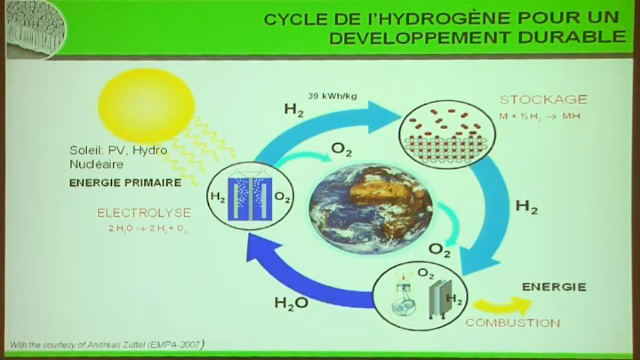 CYCLE DE l'HYDROGÈNE POUR UN
DEVELOPPEMENT DURABLE
H₂
39 kWh/kg
STOCKAGE
M + ½ H₂ → MH
O₂
Soleil: PV, Hydro
Nucléaire
ENERGIE PRIMAIRE
H₂
O₂
ELECTROLYSE
2 H₂O → 2 H₂ + O₂
H₂
O₂
O₂
H₂
H₂O
ENERGIE
COMBUSTION
With the courtesy of Andreas Züttel (EMPA-2007)